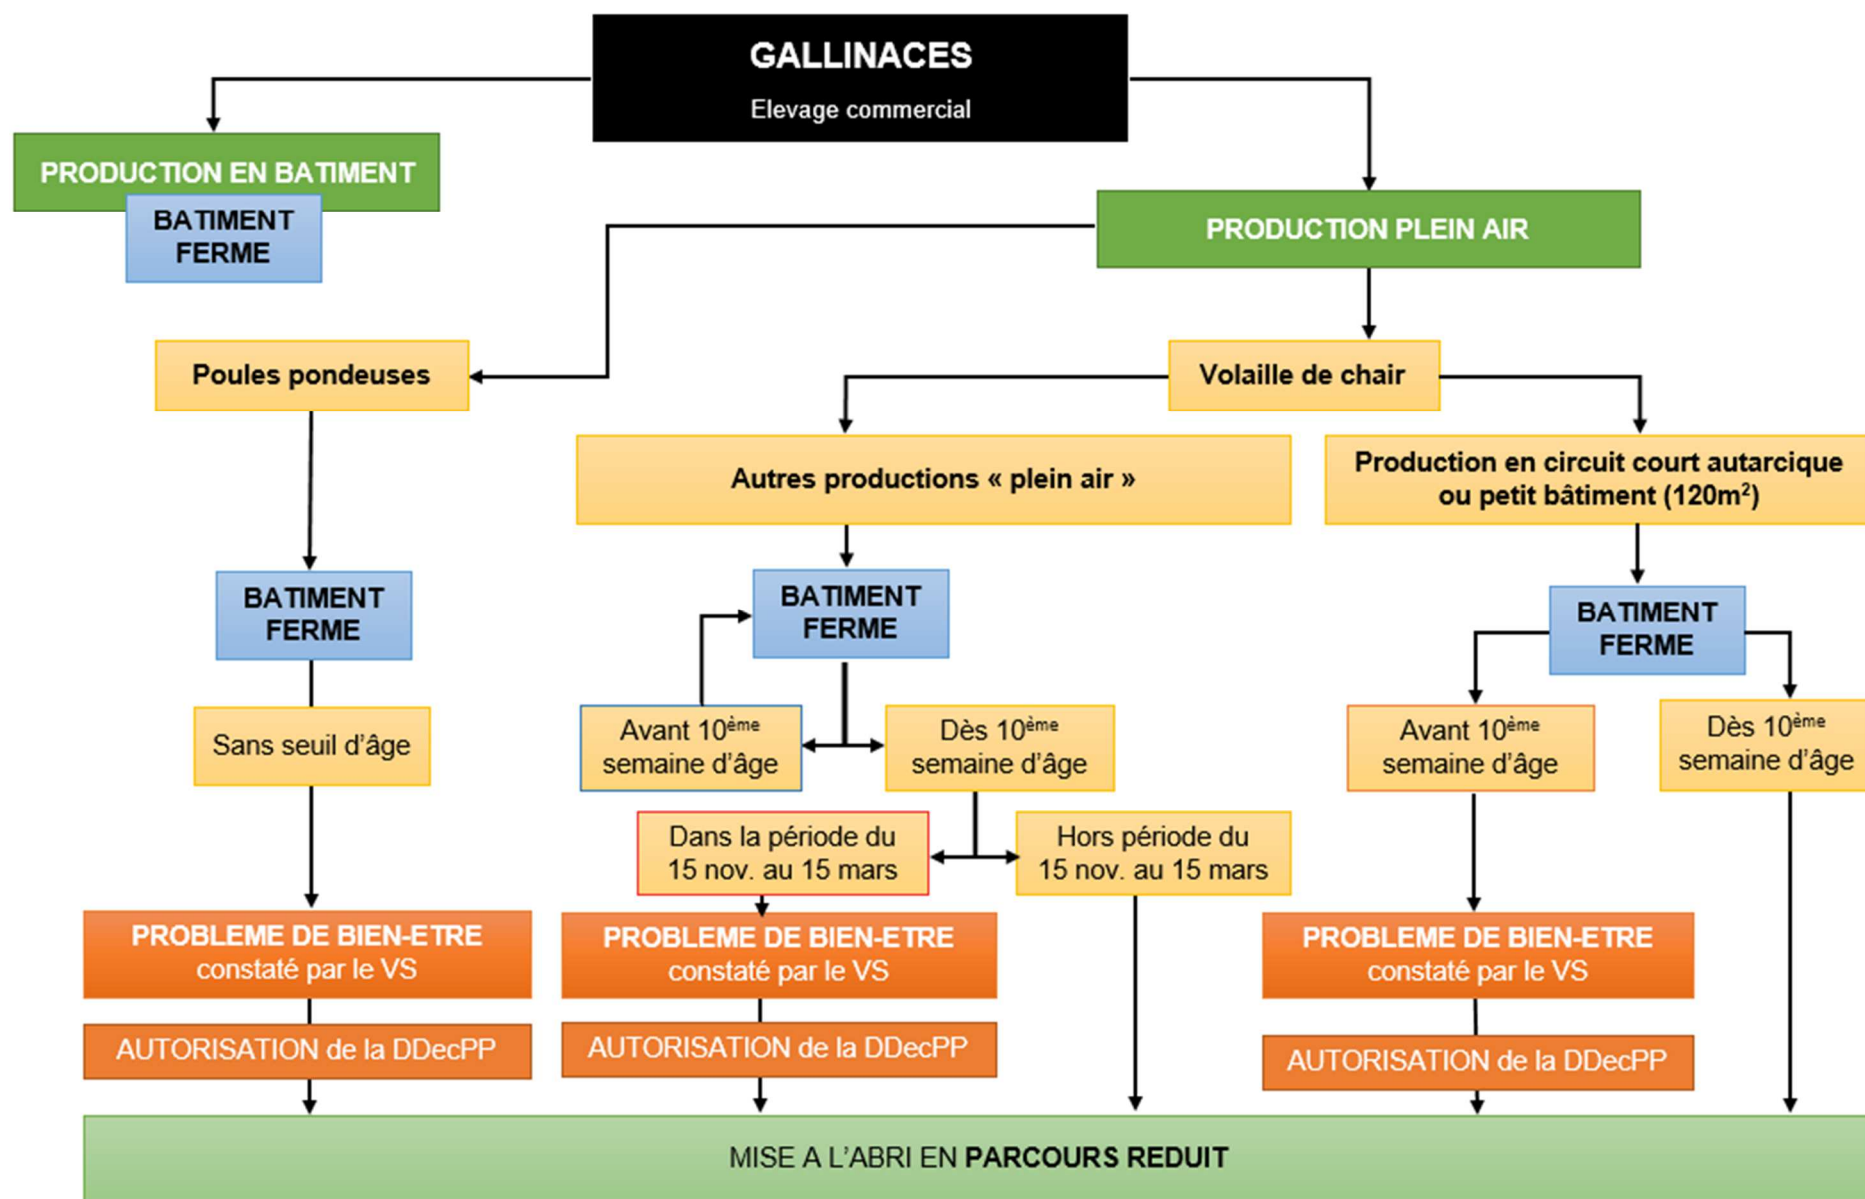 GALLINACES
Elevage commercial
PRODUCTION EN BATIMENT
BATIMENT
FERME
PRODUCTION PLEIN AIR
Poules pondeuses
Volaille de chair
Autres productions « plein air »
Production en circuit court autarcique
ou petit bâtiment (120m²)
BATIMENT
FERME
BATIMENT
FERME
BATIMENT
FERME
Sans seuil d’âge
Avant 10ème
semaine d’âge
Dès 10ème
semaine d’âge
Avant 10ème
semaine d’âge
Dès 10ème
semaine d’âge
Dans la période du
15 nov. au 15 mars
Hors période du
15 nov. au 15 mars
PROBLEME DE BIEN-ETRE
constaté par le VS
PROBLEME DE BIEN-ETRE
constaté par le VS
PROBLEME DE BIEN-ETRE
constaté par le VS
AUTORISATION de la DDecPP
AUTORISATION de la DDecPP
AUTORISATION de la DDecPP
MISE A L’ABRI EN PARCOURS REDUIT